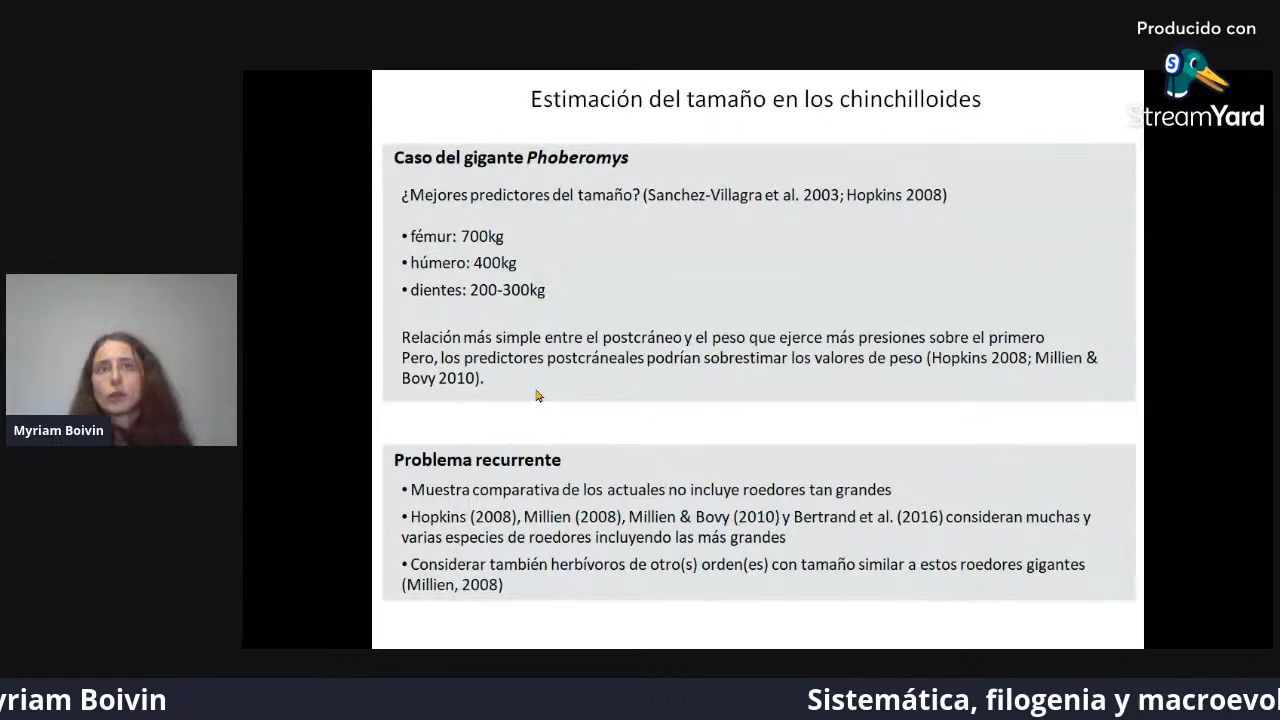 Producido con
StreamYard
Estimación del tamaño en los chinchilloides
Caso del gigante Phoberomys
¿Mejores predictores del tamaño? (Sanchez-Villagra et al. 2003; Hopkins 2008)
• fémur: 700kg
• húmero: 400kg
• dientes: 200-300kg
Relación más simple entre el postcráneo y el peso que ejerce más presiones sobre el primero
Pero, los predictores postcráneales podrían sobrestimar los valores de peso (Hopkins 2008; Millien &
Bovy 2010).
Myriam Boivin
Problema recurrente
• Muestra comparativa de los actuales no incluye roedores tan grandes
• Hopkins (2008), Millien (2008), Millien & Bovy (2010) y Bertrand et al. (2016) consideran muchas y
varias especies de roedores incluyendo las más grandes
• Considerar también herbívoros de otro(s) orden(es) con tamaño similar a estos roedores gigantes
(Millien, 2008)
yriam Boivin
Sistemática, filogenia y macroevol